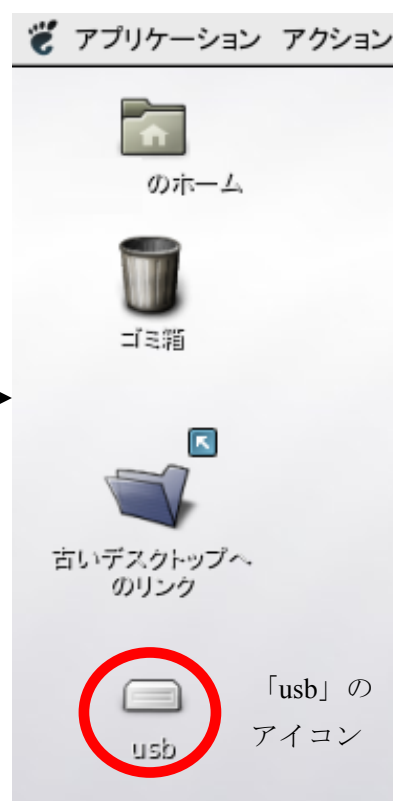 アプリケーション アクション
のホーム
ゴミ箱
古いデスクトップへ
のリンク
「usb」の
アイコン
usb